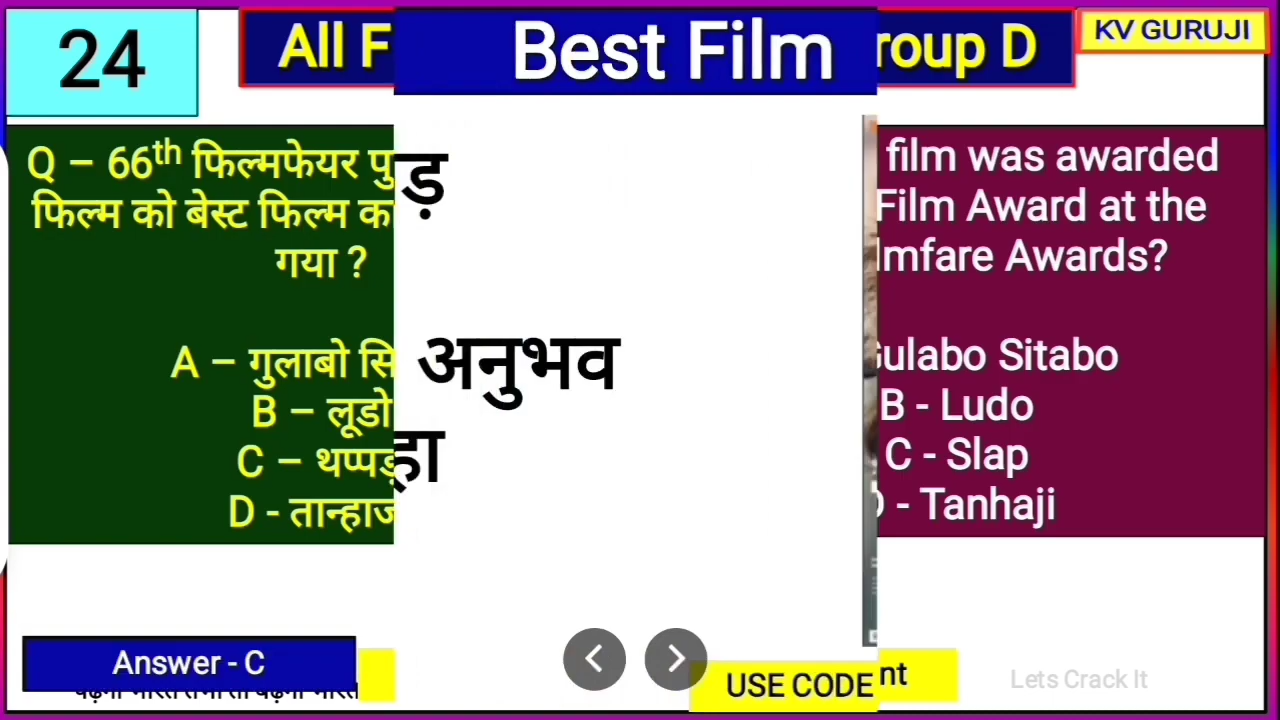 24
All F
Best Film
roup D
KV GURUJI
Q – 66th फिल्मफेयर पु
फिल्म को बेस्ट फिल्म क
गया ?
A – गुलाबो सि
B – लूडो
C – थप्पड़
D - तान्हाज
ड़
अनुभव
हा
film was awarded
Film Award at the
lmfare Awards?
Gulabo Sitabo
B - Ludo
C - Slap
D - Tanhaji
Answer - C
USE CODE
nt
Lets Crack It